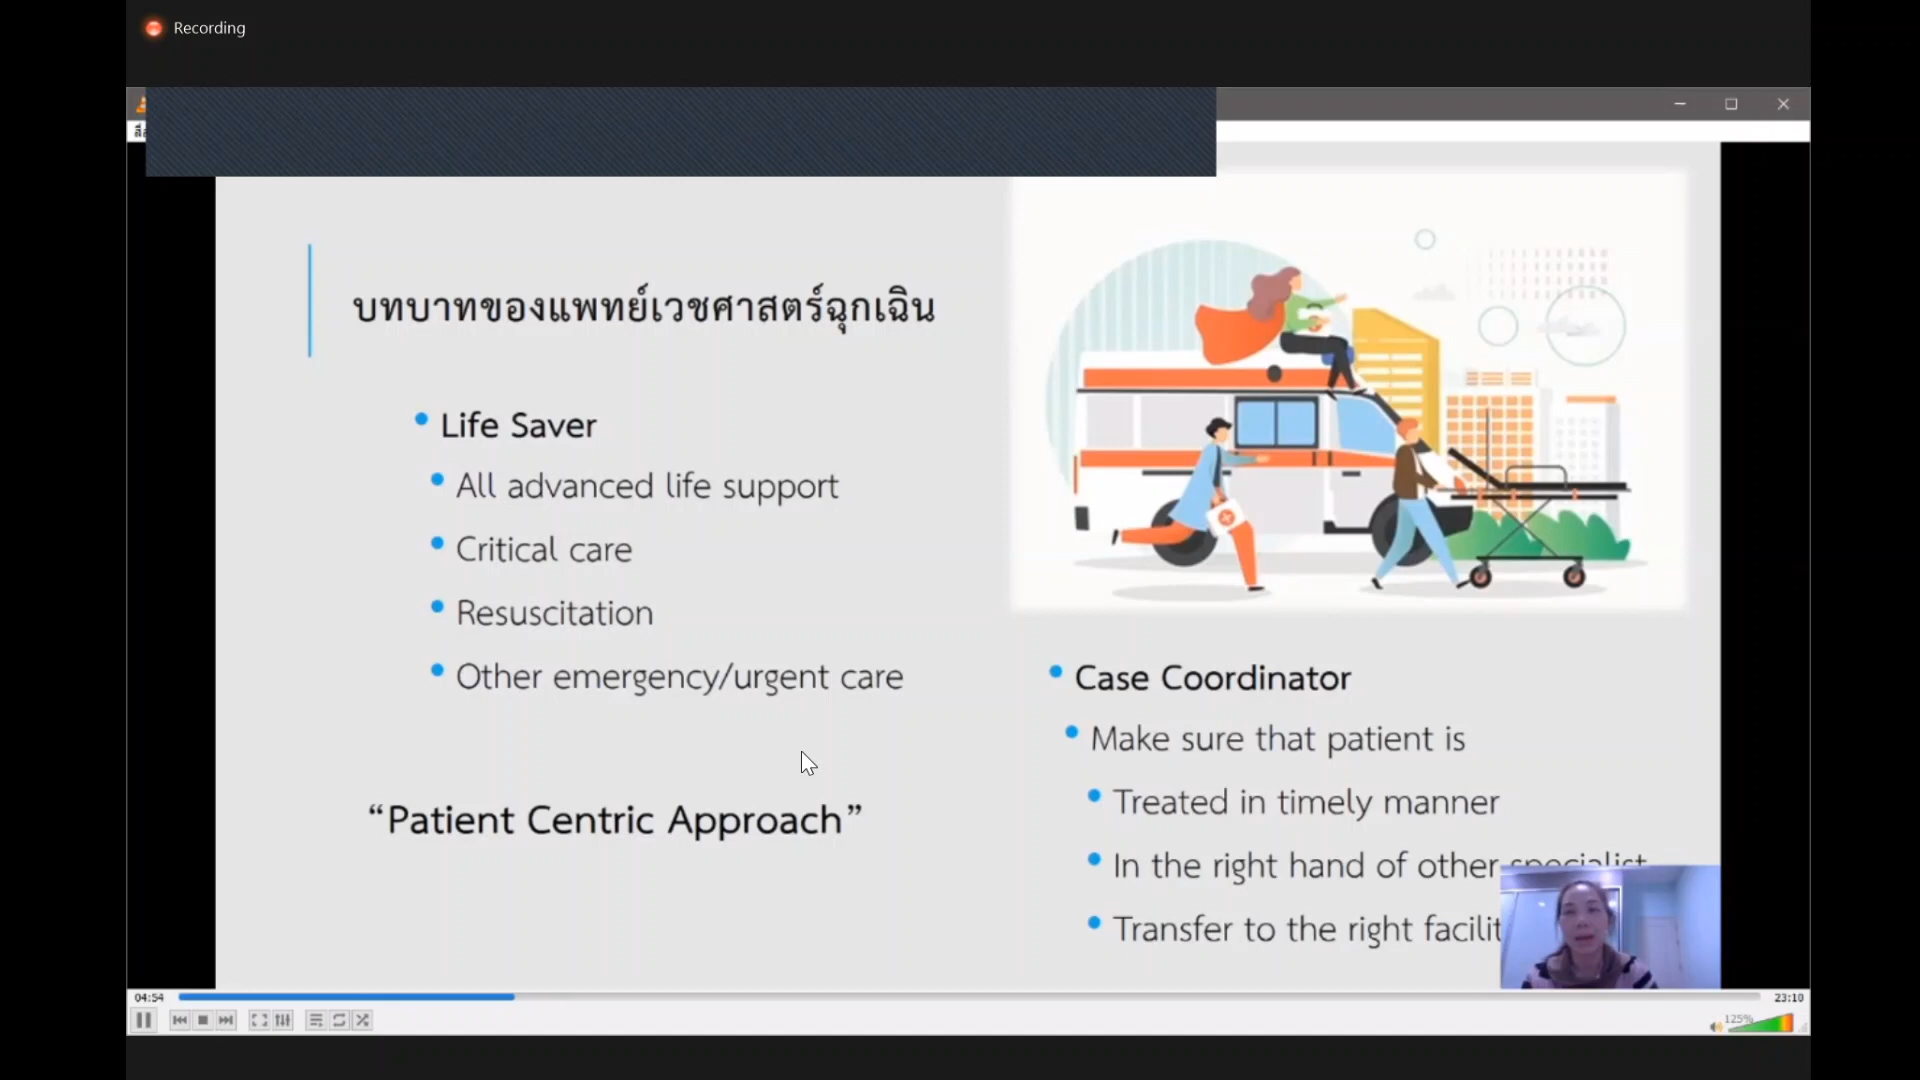 Recording
บทบาทของแพทย์เวชศาสตร์ฉุกเฉิน
• Life Saver
• All advanced life support
• Critical care
• Resuscitation
• Other emergency/urgent care
“Patient Centric Approach”
• Case Coordinator
• Make sure that patient is
• Treated in timely manner
• In the right hand of other specialist
• Transfer to the right facilit
04:54
23:10
125%